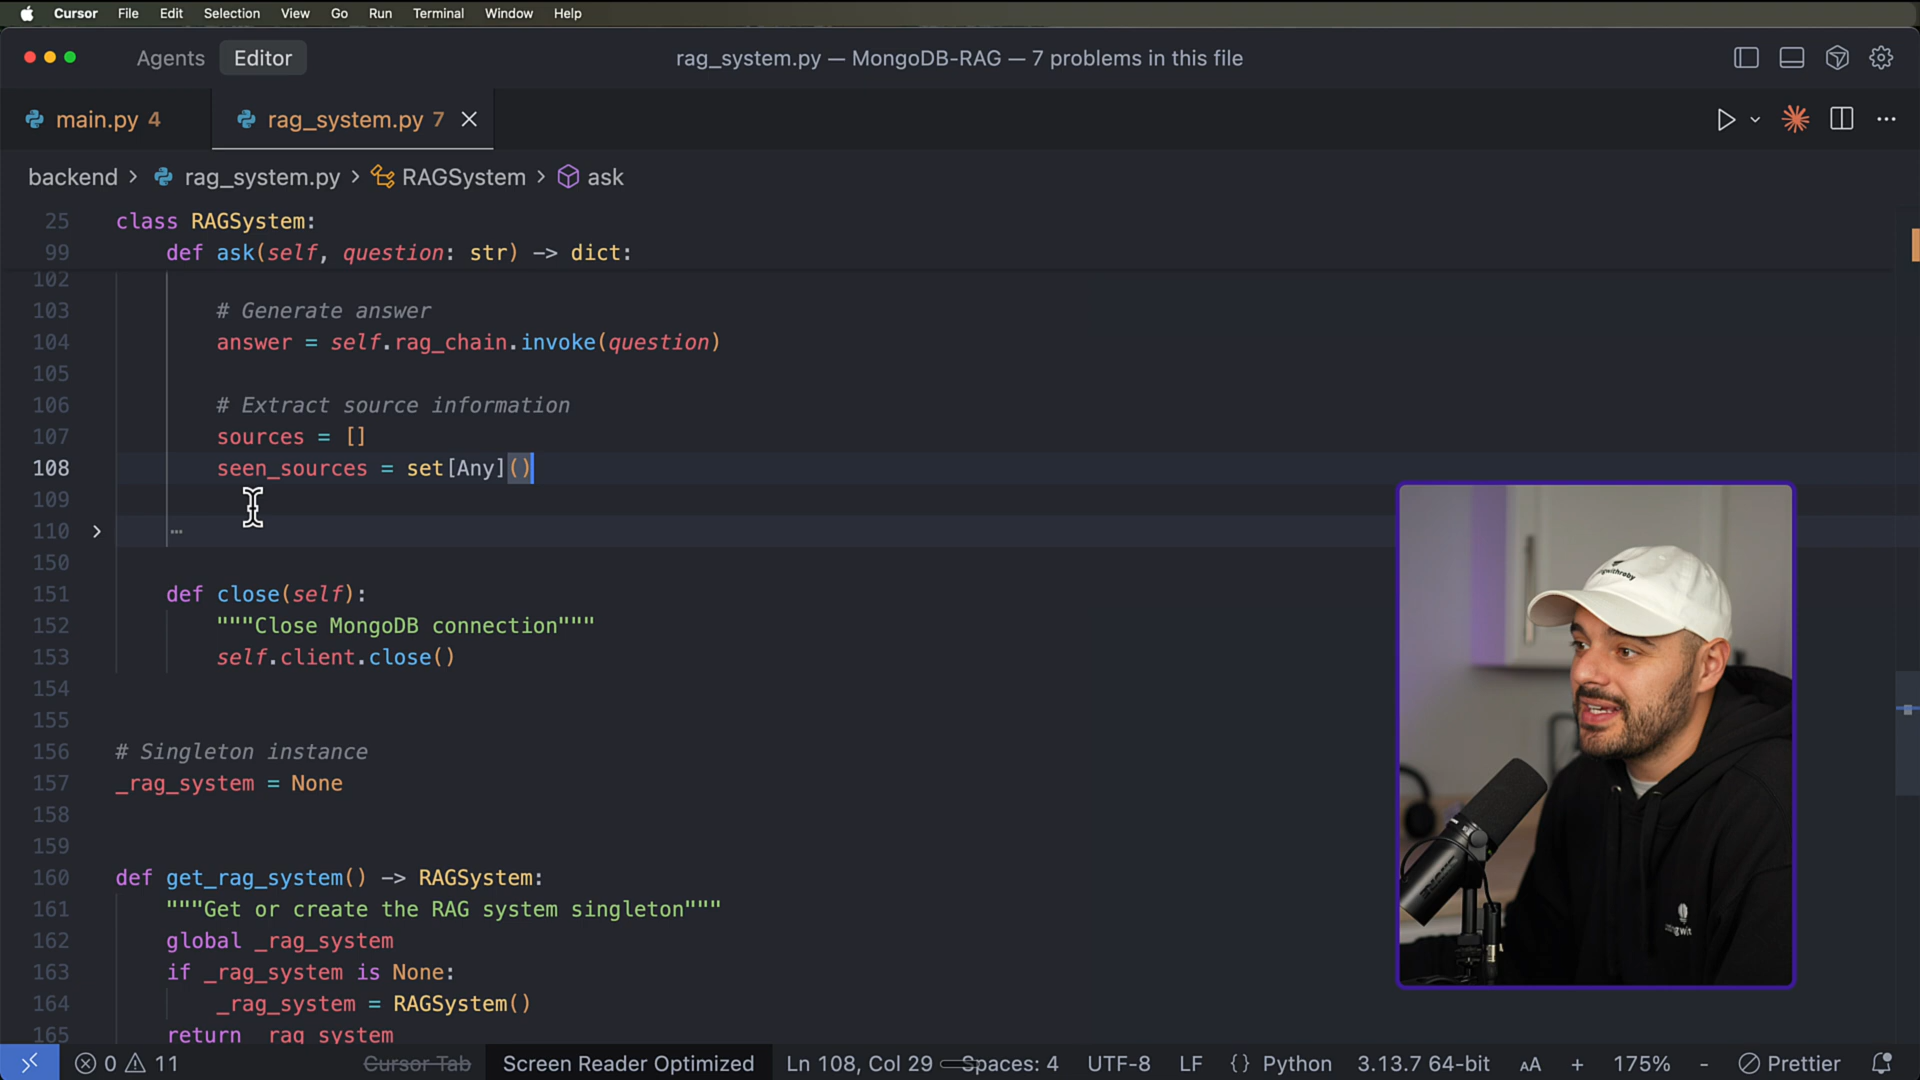 Cursor File Edit Selection View Go Run Terminal Window Help
Agents Editor rag_system.py — MongoDB-RAG — 7 problems in this file
main.py 4 rag_system.py 7
backend > rag_system.py > RAGSystem > ask
25 class RAGSystem:
99 def ask(self, question: str) -> dict:
102
103 # Generate answer
104 answer = self.rag_chain.invoke(question)
105
106 # Extract source information
107 sources = []
108 seen_sources = set[Any]()
109
110 > …
150
151 def close(self):
152 """Close MongoDB connection"""
153 self.client.close()
154
155
156 # Singleton instance
157 _rag_system = None
158
159
160 def get_rag_system() -> RAGSystem:
161 """Get or create the RAG system singleton"""
162 global _rag_system
163 if _rag_system is None:
164 _rag_system = RAGSystem()
165 return _rag_system
0 11 Cursor Tab Screen Reader Optimized Ln 108, Col 29 Spaces: 4 UTF-8 LF {} Python 3.13.7 64-bit AA + 175% - Prettier